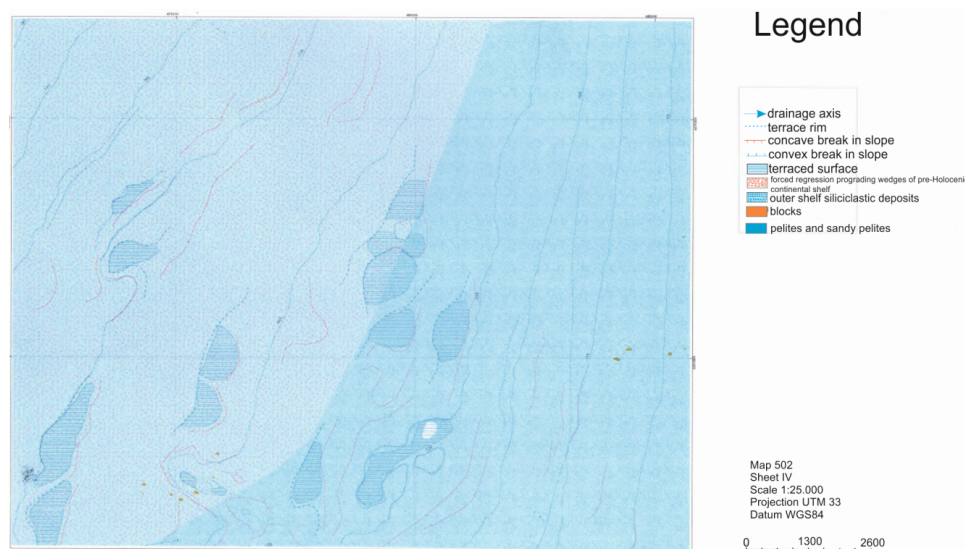 Legend
drainage axis
terrace rim
concave break in slope
convex break in slope
terraced surface
forced regression prograding wedges of pre-Holoceni
continental shelf
outer shelf siliciclastic deposits
blocks
pelites and sandy pelites
Map 502
Sheet IV
Scale 1:25.000
Projection UTM 33
Datum WGS84
0 1300 2600